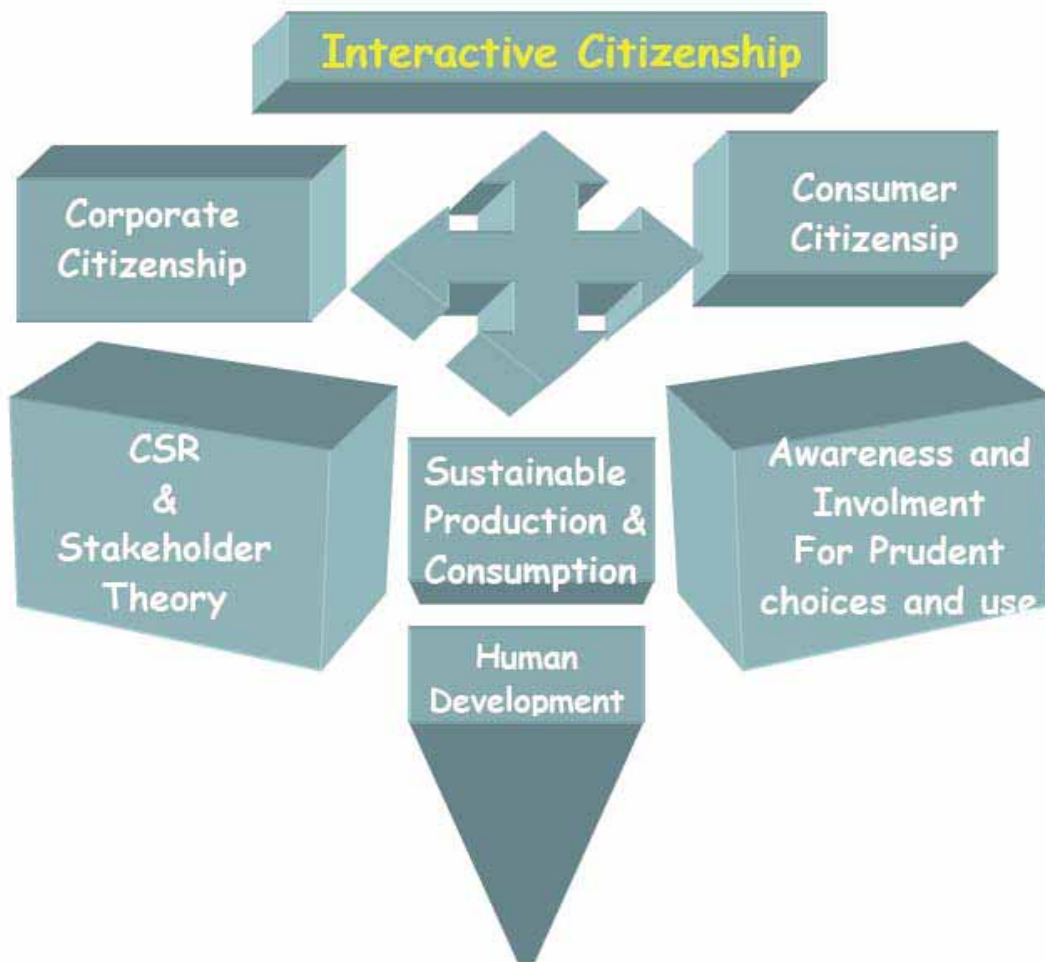 Interactive Citizenship
Corporate
Citizenship
Consumer
Citizensip
CSR
&
Stakeholder
Theory
Sustainable
Production &
Consumption
Awareness and
Involment
For Prudent
choices and use
Human
Development